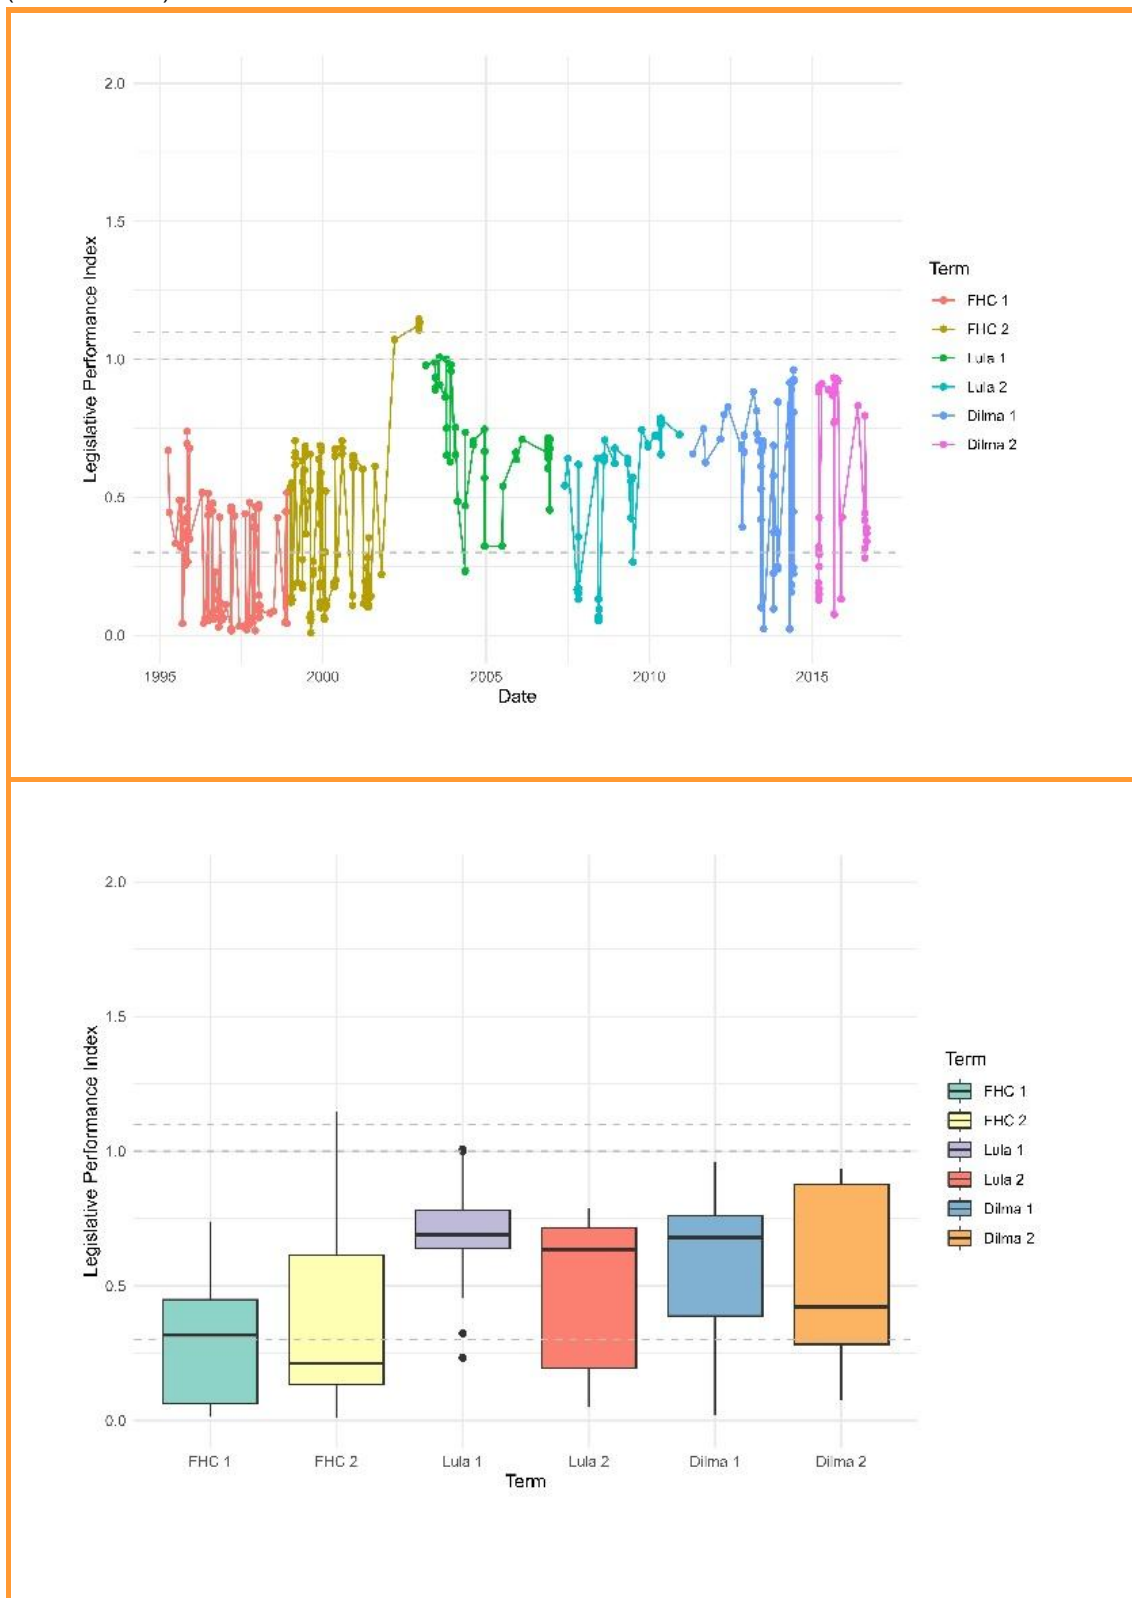 2.0
1.5
1.0
0.5
0.0
Legislative Performance Index
1995 2000 2005 2010 2015
Date
Term
FHC 1
FHC 2
Lula 1
Lula 2
Dilma 1
Dilma 2
2.0
1.5
1.0
0.5
0.0
Legislative Performance Index
FHC 1 FHC 2 Lula 1 Lula 2 Dilma 1 Dilma 2
Term
Term
FHC 1
FHC 2
Lula 1
Lula 2
Dilma 1
Dilma 2